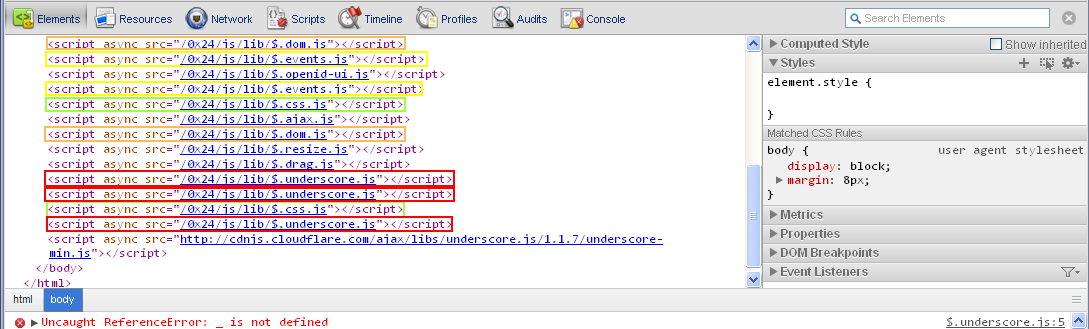 Elements Resources Network Scripts Timeline Profiles Audits Console Search Elements
<script async src="/0x24/js/lib/$.dom.js"></script>
<script async src="/0x24/js/lib/$.events.js"></script>
<script async src="/0x24/js/lib/$.openid-ui.js"></script>
<script async src="/0x24/js/lib/$.events.js"></script>
<script async src="/0x24/js/lib/$.css.js"></script>
<script async src="/0x24/js/lib/$.ajax.js"></script>
<script async src="/0x24/js/lib/$.dom.js"></script>
<script async src="/0x24/js/lib/$.resize.js"></script>
<script async src="/0x24/js/lib/$.drag.js"></script>
<script async src="/0x24/js/lib/$.underscore.js"></script>
<script async src="/0x24/js/lib/$.underscore.js"></script>
<script async src="/0x24/js/lib/$.css.js"></script>
<script async src="/0x24/js/lib/$.underscore.js"></script>
<script async src="http://cdnjs.cloudflare.com/ajax/libs/underscore.js/1.1.7/underscore-
min.js"></script>
</body>
</html>
Computed Style Show inherited
Styles
element.style {
}
Matched CSS Rules
body { user agent stylesheet
display: block;
margin: 8px;
}
Metrics
Properties
DOM Breakpoints
Event Listeners
html body
Uncaught ReferenceError: _ is not defined $.underscore.js:5